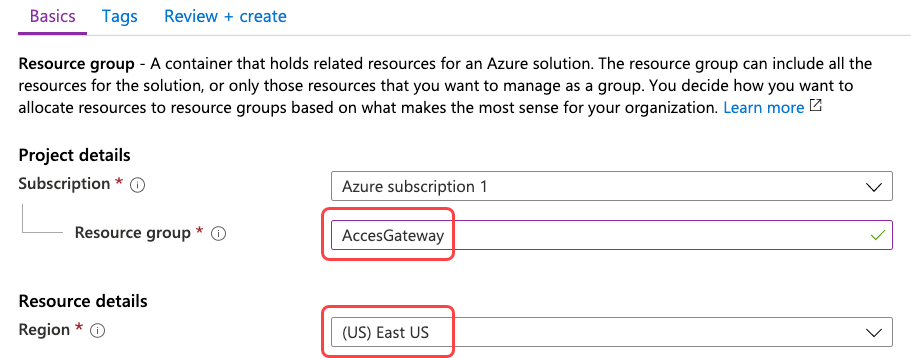 Basics Tags Review + create
Resource group - A container that holds related resources for an Azure solution. The resource group can include all the
resources for the solution, or only those resources that you want to manage as a group. You decide how you want to
allocate resources to resource groups based on what makes the most sense for your organization. Learn more
Project details
Subscription * Azure subscription 1
Resource group * AccesGateway
Resource details
Region * (US) East US